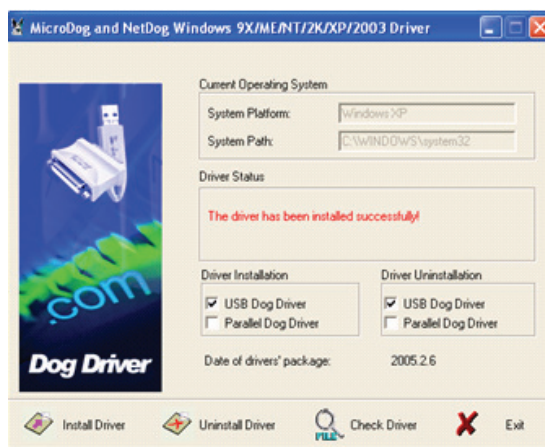 MicroDog and NetDog Windows 9X/ME/NT/2K/XP/2003 Driver
Current Operating System
System Platform: Windows XP
System Path: C:\WINDOWS\system32
Driver Status
The driver has been installed successfully!
Driver Installation Driver Uninstallation
USB Dog Driver USB Dog Driver
Parallel Dog Driver Parallel Dog Driver
Date of drivers' package: 2005.2.6
.com
Dog Driver
Install Driver Uninstall Driver FILE Check Driver Exit